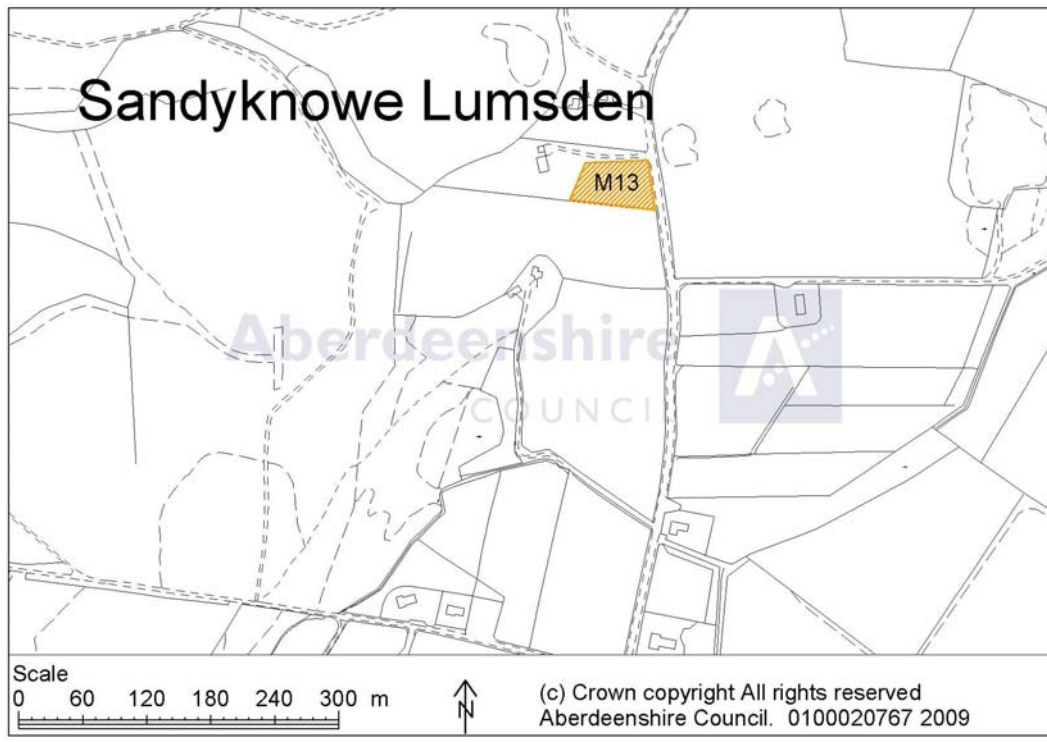 Sandyknowe Lumsden
M13
Aberdeenshire
COUNCIL
Scale
0 60 120 180 240 300 m
N
(c) Crown copyright All rights reserved
Aberdeenshire Council. 0100020767 2009